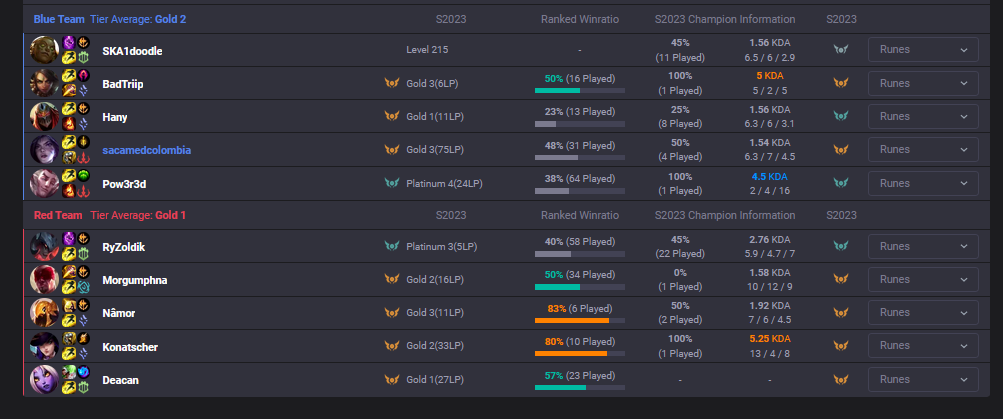 Blue Team Tier Average: Gold 2 S2023 Ranked Winratio S2023 Champion Information S2023
45% 1.56 KDA
SKA1doodle Level 215 - Runes
(11 Played) 6.5 / 6 / 2.9
50% (16 Played) 100% 5 KDA
BadTriip Gold 3(6LP) Runes
(1 Played) 5 / 2 / 5
23% (13 Played) 25% 1.56 KDA
Hany Gold 1(11LP) Runes
(8 Played) 6.3 / 6 / 3.1
48% (31 Played) 50% 1.54 KDA
sacamedcolombia Gold 3(75LP) Runes
(4 Played) 6.3 / 7 / 4.5
38% (64 Played) 100% 4.5 KDA
Pow3r3d Platinum 4(24LP) Runes
(1 Played) 2 / 4 / 16
Red Team Tier Average: Gold 1 S2023 Ranked Winratio S2023 Champion Information S2023
40% (58 Played) 45% 2.76 KDA
RyZoldik Platinum 3(5LP) Runes
(22 Played) 5.9 / 4.7 / 7
50% (34 Played) 0% 1.58 KDA
Morgumphna Gold 2(16LP) Runes
(1 Played) 10 / 12 / 9
83% (6 Played) 50% 1.92 KDA
Nâmor Gold 3(11LP) Runes
(2 Played) 7 / 6 / 4.5
80% (10 Played) 100% 5.25 KDA
Konatscher Gold 2(33LP) Runes
(1 Played) 13 / 4 / 8
57% (23 Played)
Deacan Gold 1(27LP) - - Runes